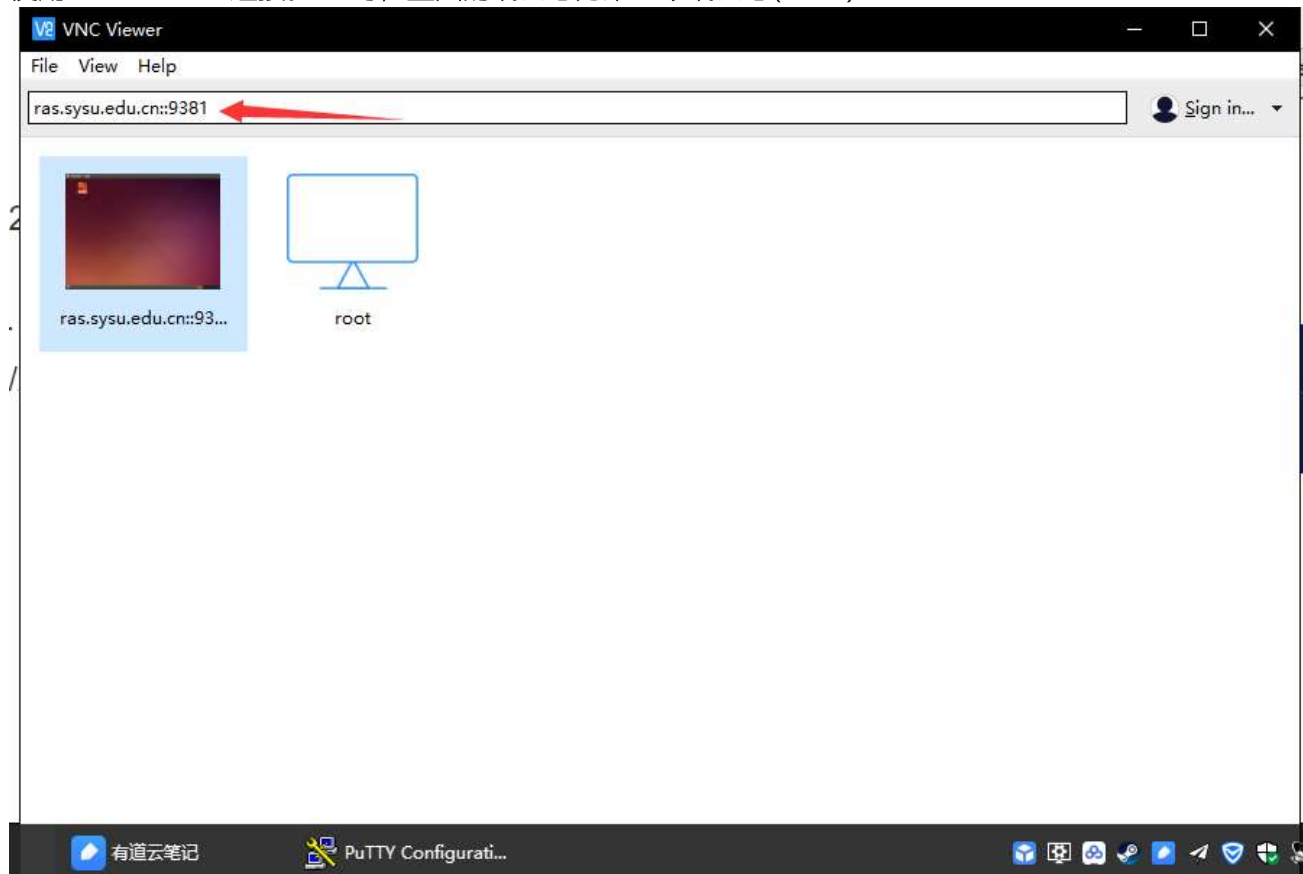 VNC Viewer
File View Help
ras.sysu.edu.cn::9381
Sign in...
ras.sysu.edu.cn::93...
root
有道云笔记
PuTTY Configurati...